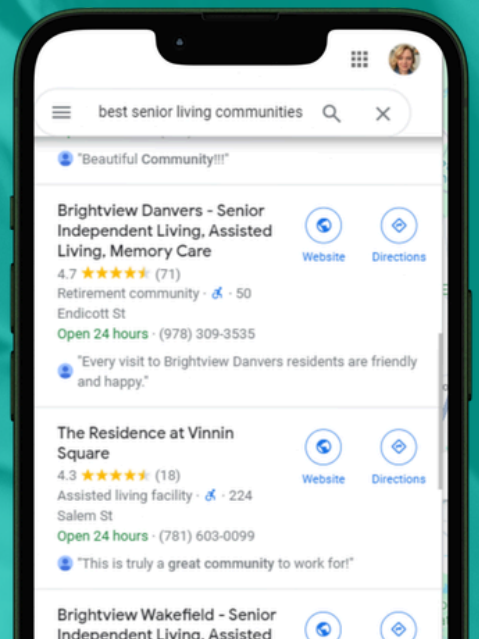 best senior living communities
"Beautiful Community!!!"
Brightview Danvers - Senior
Independent Living, Assisted
Living, Memory Care
4.7 (71)
Retirement community · 50
Endicott St
Open 24 hours · (978) 309-3535
"Every visit to Brightview Danvers residents are friendly
and happy."
Website
Directions
The Residence at Vinnin
Square
4.3 (18)
Assisted living facility · 224
Salem St
Open 24 hours · (781) 603-0099
"This is truly a great community to work for!"
Website
Directions
Brightview Wakefield - Senior
Independent Living, Assisted